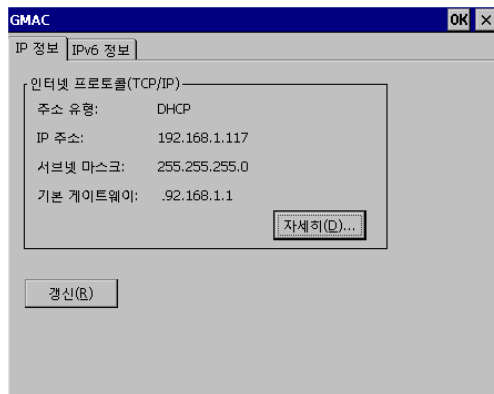 GMAC OK ×
IP 정보 IPv6 정보
인터넷 프로토콜(TCP/IP)
주소 유형: DHCP
IP 주소: 192.168.1.117
서브넷 마스크: 255.255.255.0
기본 게이트웨이: .92.168.1.1
자세히(D)...
갱신(R)